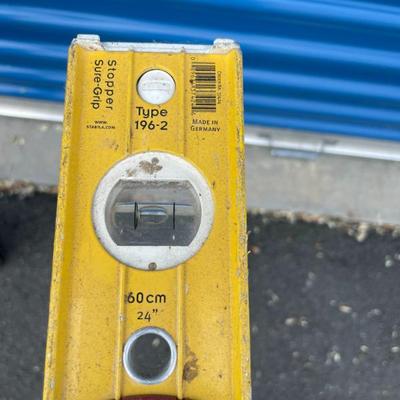 Stopper
Sure-Grip
www.
STABILA.COM
Type
196-2
MADE IN
GERMANY
60cm
24"